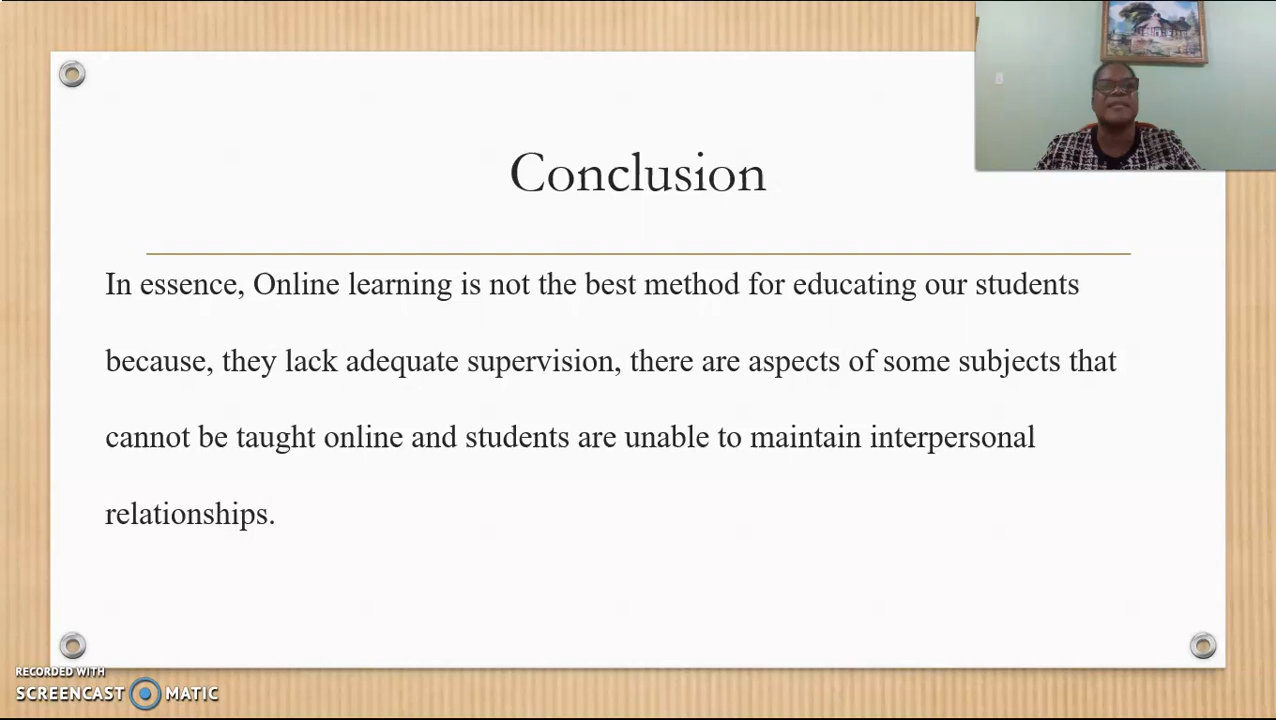 Conclusion
In essence, Online learning is not the best method for educating our students
because, they lack adequate supervision, there are aspects of some subjects that
cannot be taught online and students are unable to maintain interpersonal
relationships.
RECORDED WITH
SCREENCAST MATIC